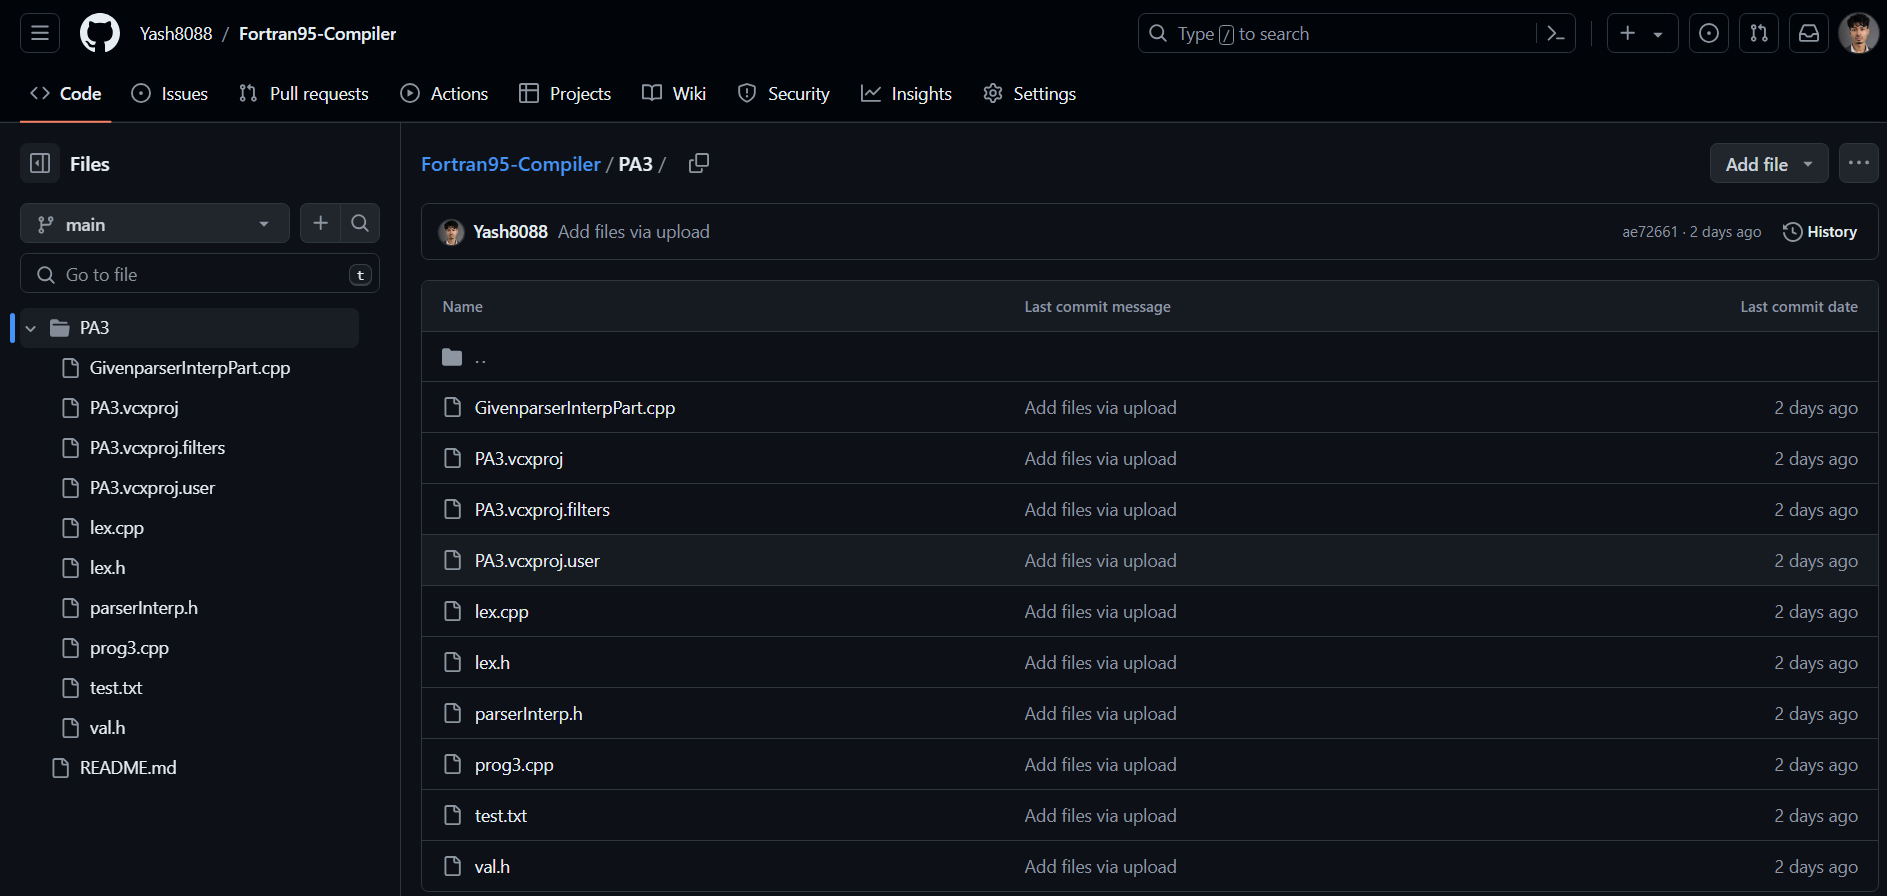 Yash8088 / Fortran95-Compiler
Type / to search
Code Issues Pull requests Actions Projects Wiki Security Insights Settings
Files
main
Go to file t
PA3
GivenparserInterpPart.cpp
PA3.vcxproj
PA3.vcxproj.filters
PA3.vcxproj.user
lex.cpp
lex.h
parserInterp.h
prog3.cpp
test.txt
val.h
README.md
Fortran95-Compiler / PA3 /
Add file
Yash8088 Add files via upload ae72661 · 2 days ago History
Name Last commit message Last commit date
..
GivenparserInterpPart.cpp Add files via upload 2 days ago
PA3.vcxproj Add files via upload 2 days ago
PA3.vcxproj.filters Add files via upload 2 days ago
PA3.vcxproj.user Add files via upload 2 days ago
lex.cpp Add files via upload 2 days ago
lex.h Add files via upload 2 days ago
parserInterp.h Add files via upload 2 days ago
prog3.cpp Add files via upload 2 days ago
test.txt Add files via upload 2 days ago
val.h Add files via upload 2 days ago